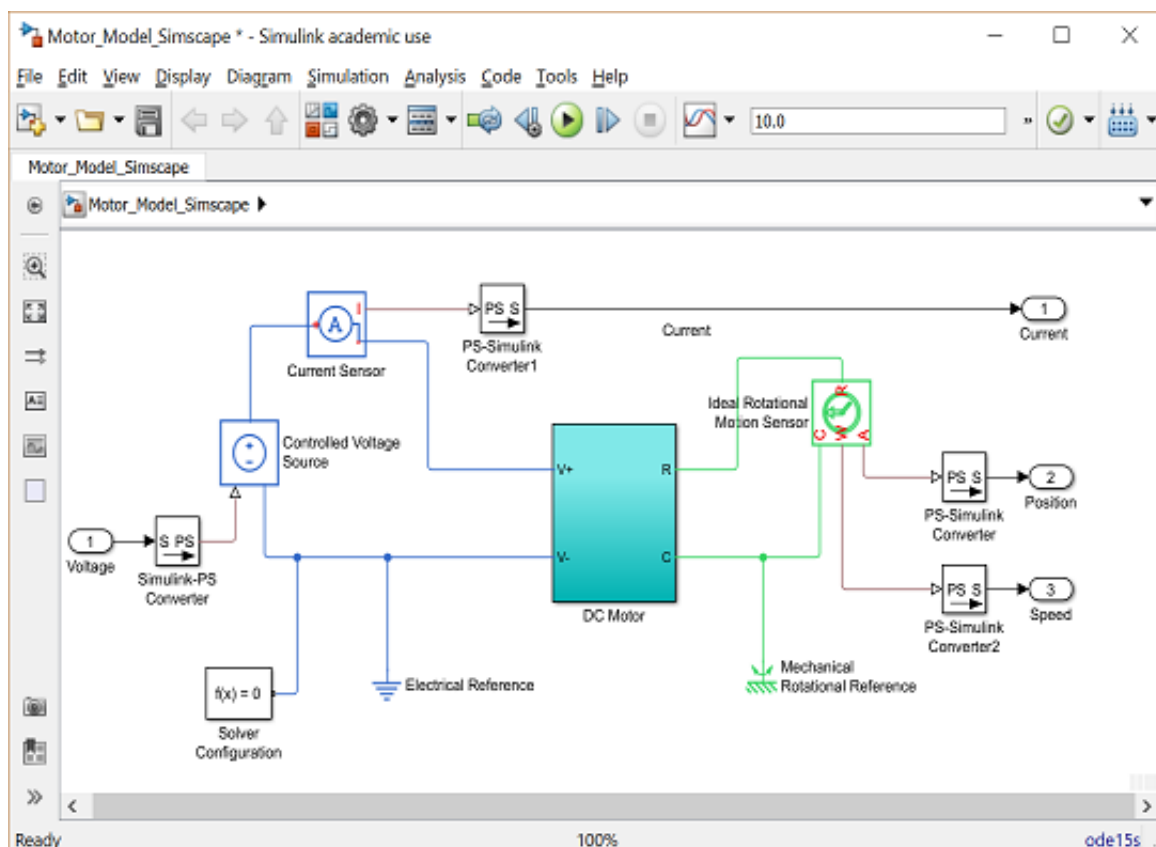 Motor_Model_Simscape * - Simulink academic use
File Edit View Display Diagram Simulation Analysis Code Tools Help
10.0
»
Motor_Model_Simscape
Motor_Model_Simscape
I
A
Current Sensor
PS S
PS-Simulink
Converter1
Current
1
Current
Controlled Voltage
Source
Ideal Rotational
Motion Sensor
R
C
W
A
V+
R
V-
C
DC Motor
PS S
PS-Simulink
Converter
2
Position
1
Voltage
S PS
Simulink-PS
Converter
PS S
PS-Simulink
Converter2
3
Speed
f(x) = 0
Solver
Configuration
Electrical Reference
Mechanical
Rotational Reference
Ready
100%
ode15s